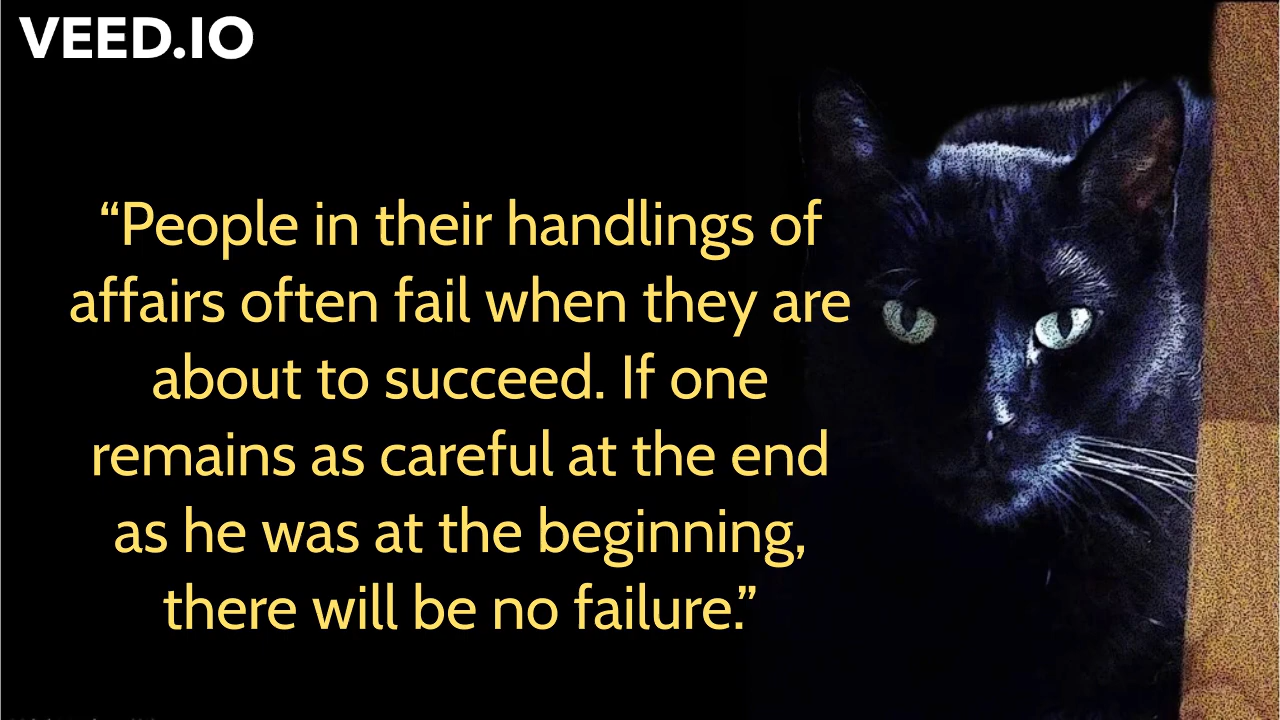 VEED.IO
“People in their handlings of
affairs often fail when they are
about to succeed. If one
remains as careful at the end
as he was at the beginning,
there will be no failure.”